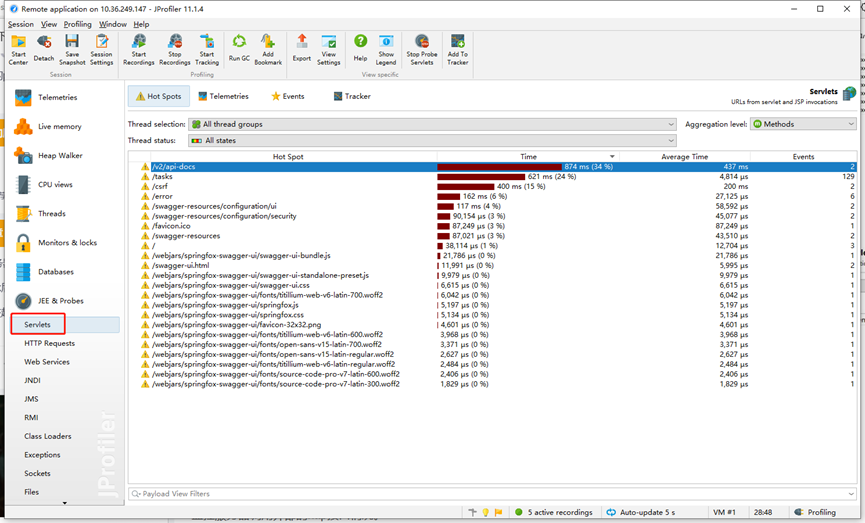 Remote application on 10.36.249.147 - JProfiler 11.1.4
Session View Profiling Window Help
Start Center
Detach
Save Snapshot
Session Settings
Start Recordings
Stop Recordings
Start Tracking
Run GC
Add Bookmark
Export
View Settings
Help
Show Legend
Stop Probe Servlets
Add To Tracker
Session
Profiling
View specific
Telemetries
Live memory
Heap Walker
CPU views
Threads
Monitors & locks
Databases
JEE & Probes
Servlets
HTTP Requests
Web Services
JNDI
JMS
RMI
Class Loaders
Exceptions
Sockets
Files
JProfiler
Hot Spots
Telemetries
Events
Tracker
Servlets
URLs from servlet and JSP invocations
Thread selection: All thread groups
Aggregation level: Methods
Thread status: All states
Hot Spot Time Average Time Events
/v2/api-docs 874 ms (34 %) 437 ms 2
/tasks 621 ms (24 %) 4,814 µs 129
/csrf 400 ms (15 %) 200 ms 2
/error 162 ms (6 %) 27,125 µs 6
/swagger-resources/configuration/ui 117 ms (4 %) 58,592 µs 2
/swagger-resources/configuration/security 90,154 µs (3 %) 45,077 µs 2
/favicon.ico 87,249 µs (3 %) 87,249 µs 1
/swagger-resources 87,021 µs (3 %) 43,510 µs 2
/ 38,114 µs (1 %) 12,704 µs 3
/webjars/springfox-swagger-ui/swagger-ui-bundle.js 21,786 µs (0 %) 21,786 µs 1
/swagger-ui.html 11,991 µs (0 %) 5,995 µs 2
/webjars/springfox-swagger-ui/swagger-ui-standalone-preset.js 9,979 µs (0 %) 9,979 µs 1
/webjars/springfox-swagger-ui/swagger-ui.css 6,615 µs (0 %) 6,615 µs 1
/webjars/springfox-swagger-ui/fonts/titillium-web-v6-latin-700.woff2 6,042 µs (0 %) 6,042 µs 1
/webjars/springfox-swagger-ui/springfox.js 5,197 µs (0 %) 5,197 µs 1
/webjars/springfox-swagger-ui/springfox.css 5,134 µs (0 %) 5,134 µs 1
/webjars/springfox-swagger-ui/favicon-32x32.png 4,601 µs (0 %) 4,601 µs 1
/webjars/springfox-swagger-ui/fonts/titillium-web-v6-latin-600.woff2 3,968 µs (0 %) 3,968 µs 1
/webjars/springfox-swagger-ui/fonts/open-sans-v15-latin-700.woff2 3,371 µs (0 %) 3,371 µs 1
/webjars/springfox-swagger-ui/fonts/open-sans-v15-latin-regular.woff2 2,627 µs (0 %) 2,627 µs 1
/webjars/springfox-swagger-ui/fonts/titillium-web-v6-latin-regular.woff2 2,484 µs (0 %) 2,484 µs 1
/webjars/springfox-swagger-ui/fonts/source-code-pro-v7-latin-600.woff2 2,406 µs (0 %) 2,406 µs 1
/webjars/springfox-swagger-ui/fonts/source-code-pro-v7-latin-300.woff2 1,829 µs (0 %) 1,829 µs 1
Payload View Filters
5 active recordings
Auto-update 5 s
VM #1
28:48
Profiling